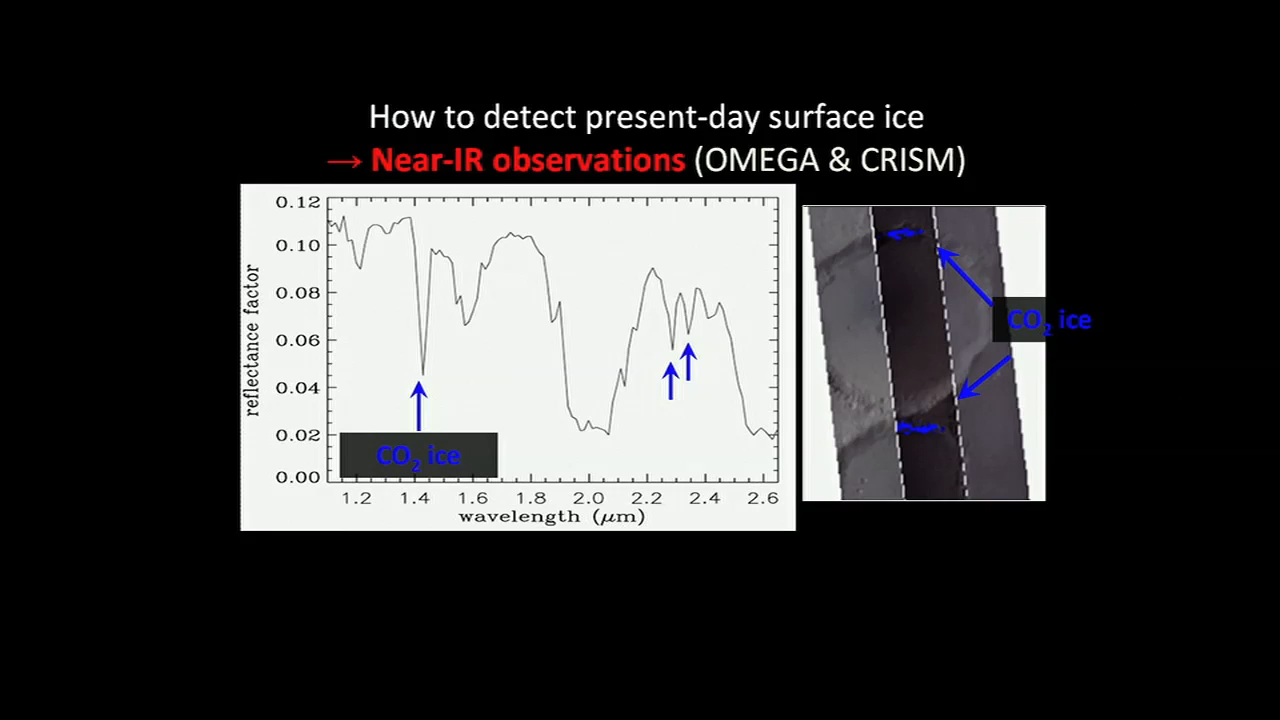 How to detect present-day surface ice
→ Near-IR observations (OMEGA & CRISM)
0.12
0.10
0.08
0.06
0.04
0.02
0.00
reflectance factor
CO₂ ice
1.2 1.4 1.6 1.8 2.0 2.2 2.4 2.6
wavelength (μm)
CO₂ ice